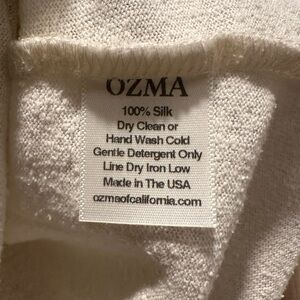 OZMA
100% Silk
Dry Clean or
Hand Wash Cold
Gentle Detergent Only
Line Dry Iron Low
Made in The USA
ozmaofcalifornia.com